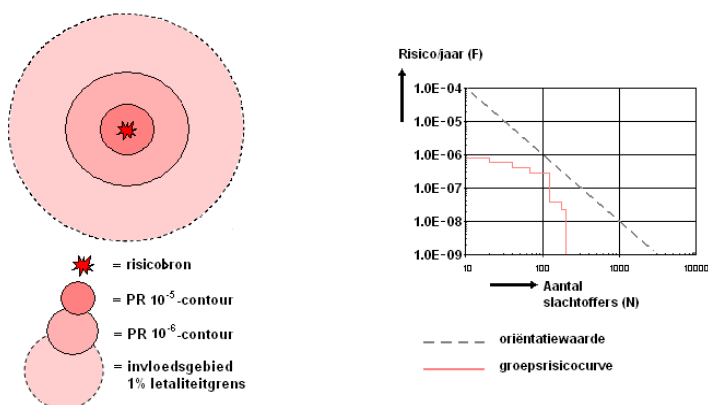 = risicobron
= PR 10⁻⁵-contour
= PR 10⁻⁶-contour
= invloedsgebied
1% letaliteitgrens
Risico/jaar (F)
1.0E-04
1.0E-05
1.0E-06
1.0E-07
1.0E-08
1.0E-09
10
100
1000
10000
Aantal
slachtoffers (N)
oriëntatiewaarde
groepsrisicocurve